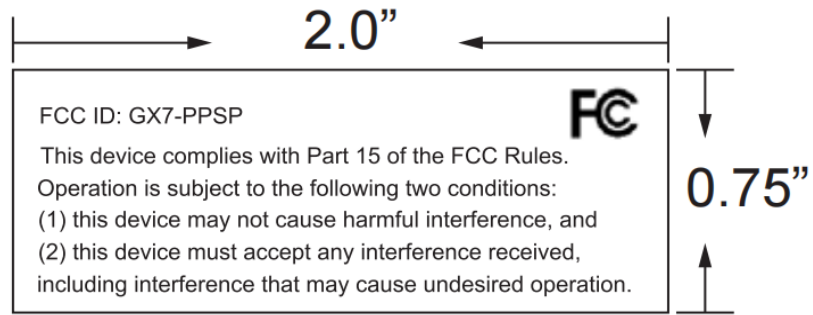 2.0”
FCC ID: GX7-PPSP
FC
This device complies with Part 15 of the FCC Rules.
Operation is subject to the following two conditions:
(1) this device may not cause harmful interference, and
(2) this device must accept any interference received,
including interference that may cause undesired operation.
0.75”